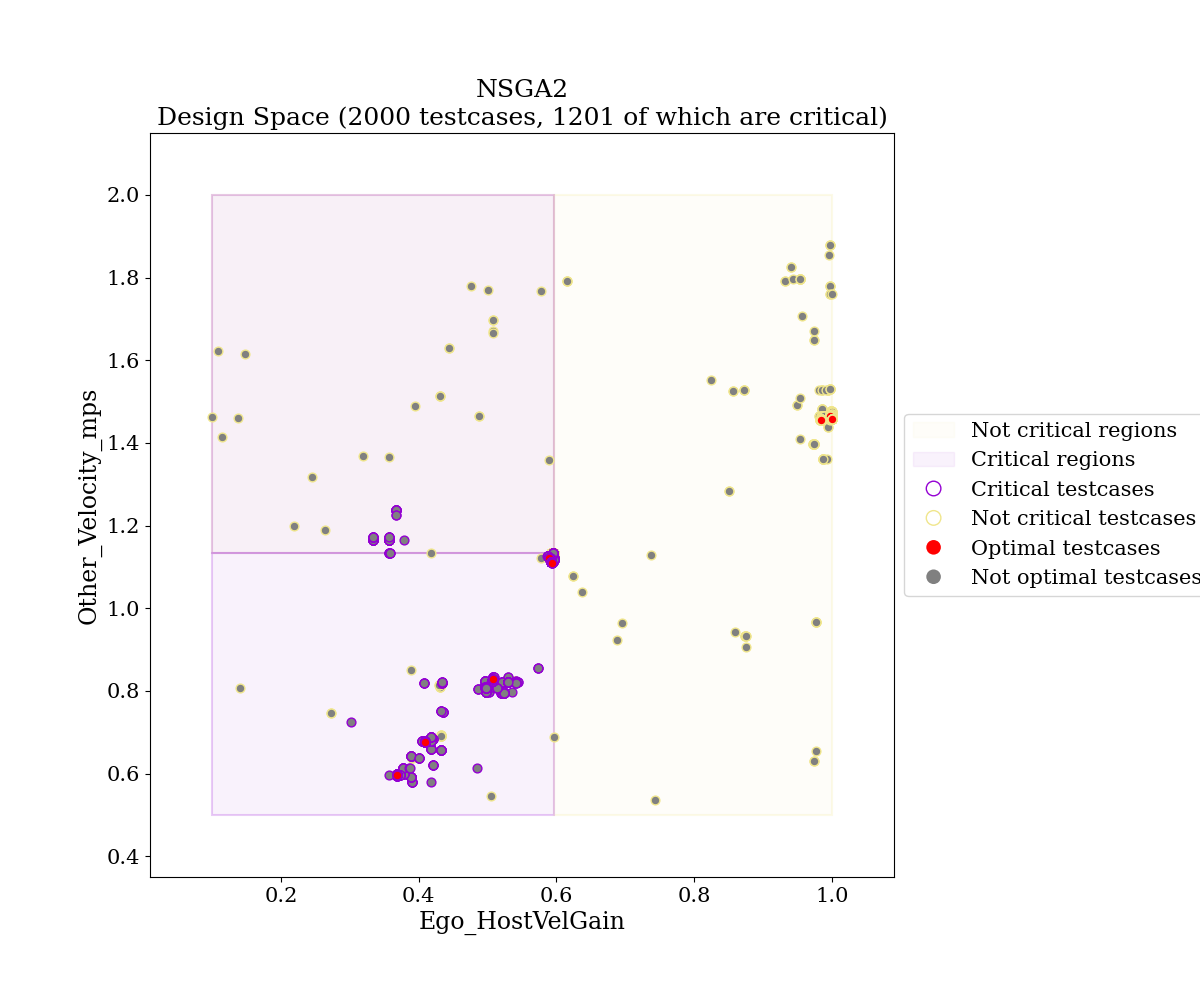 NSGA2
Design Space (2000 testcases, 1201 of which are critical)
Other_Velocity_mps
2.0
1.8
1.6
1.4
1.2
1.0
0.8
0.6
0.4
0.2
0.4
0.6
0.8
1.0
Ego_HostVelGain
Not critical regions
Critical regions
Critical testcases
Not critical testcases
Optimal testcases
Not optimal testcases